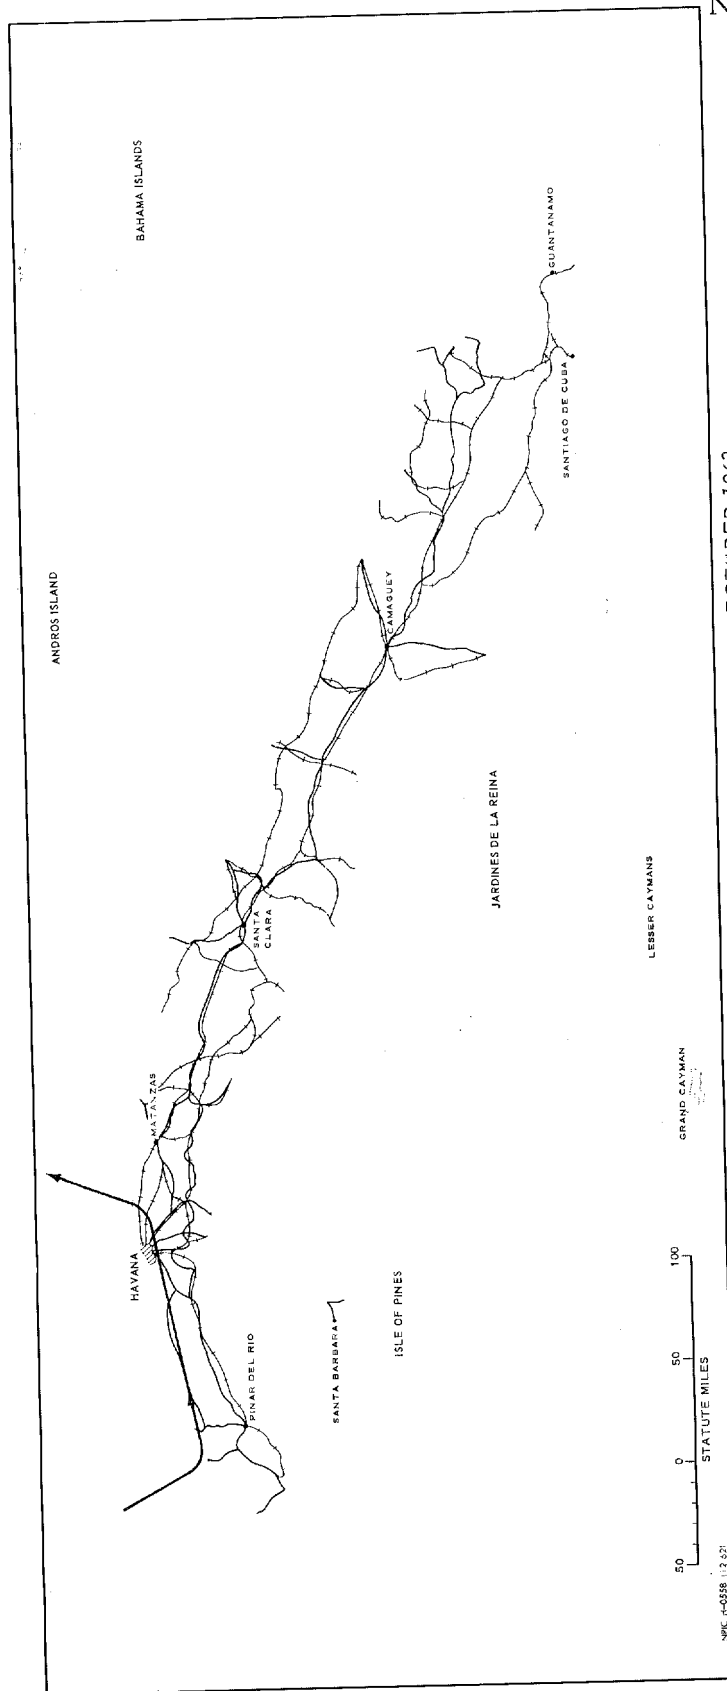 BAHAMA ISLANDS
ANDROS ISLAND
HAVANA
MATANZAS
PINAR DEL RIO
SANTA
CLARA
CAMAGUEY
GUANTANAMO
SANTIAGO DE CUBA
SANTA BARBARA
ISLE OF PINES
JARDINES DE LA REINA
LESSER CAYMANS
GRAND CAYMAN
50 0 50 100
STATUTE MILES